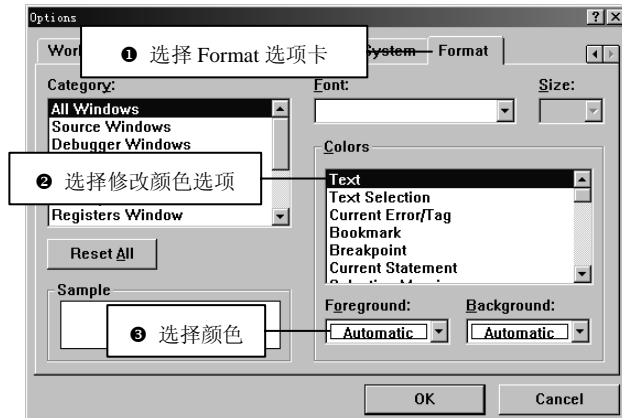 Options
❶ 选择 Format 选项卡
System
Format
Category:
All Windows
Source Windows
Debugger Windows
Registers Window
Font:
Size:
Colors
Text
Text Selection
Current Error/Tag
Bookmark
Breakpoint
Current Statement
❷ 选择修改颜色选项
Reset All
Sample
❸ 选择颜色
Foreground:
Background:
Automatic
Automatic
OK
Cancel